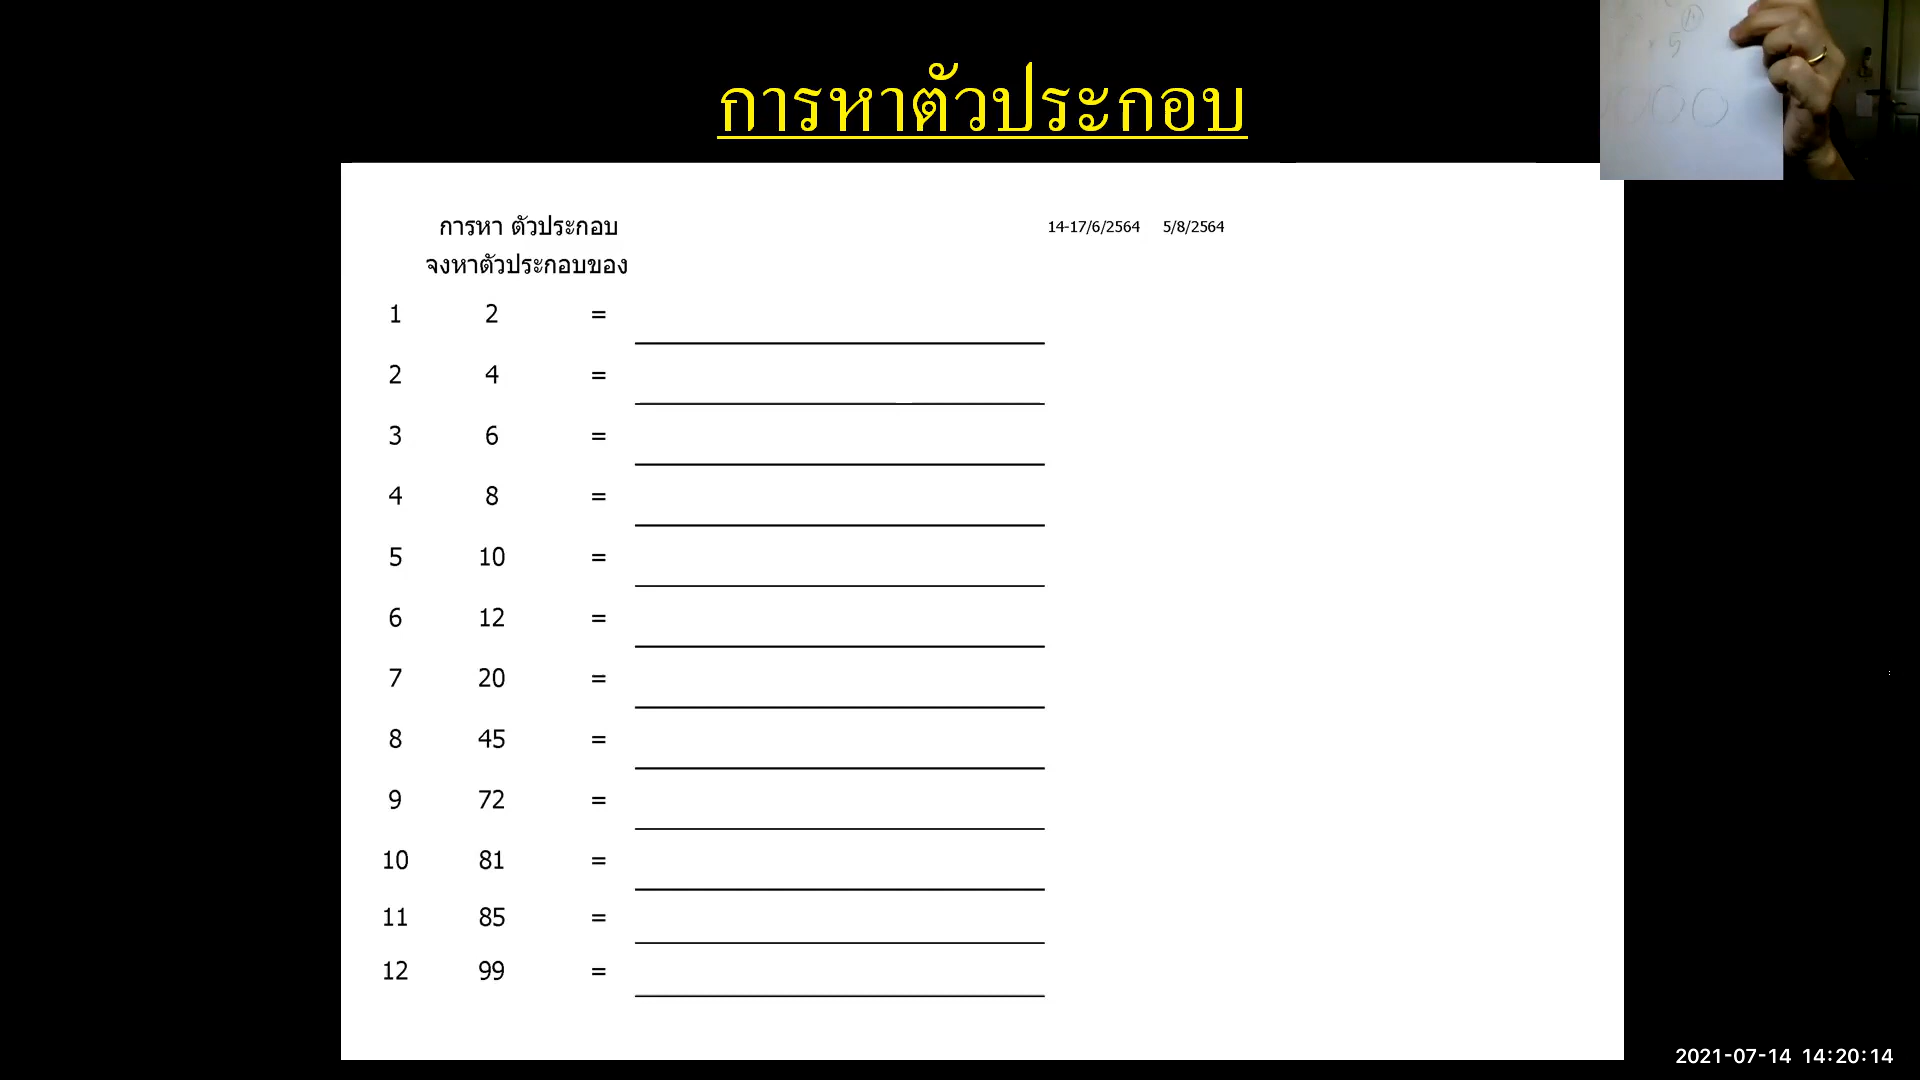 การหาตัวประกอบ
การหา ตัวประกอบ 14-17/6/2564 5/8/2564
จงหาตัวประกอบของ
1 2 =
2 4 =
3 6 =
4 8 =
5 10 =
6 12 =
7 20 =
8 45 =
9 72 =
10 81 =
11 85 =
12 99 =
2021-07-14 14:20:14